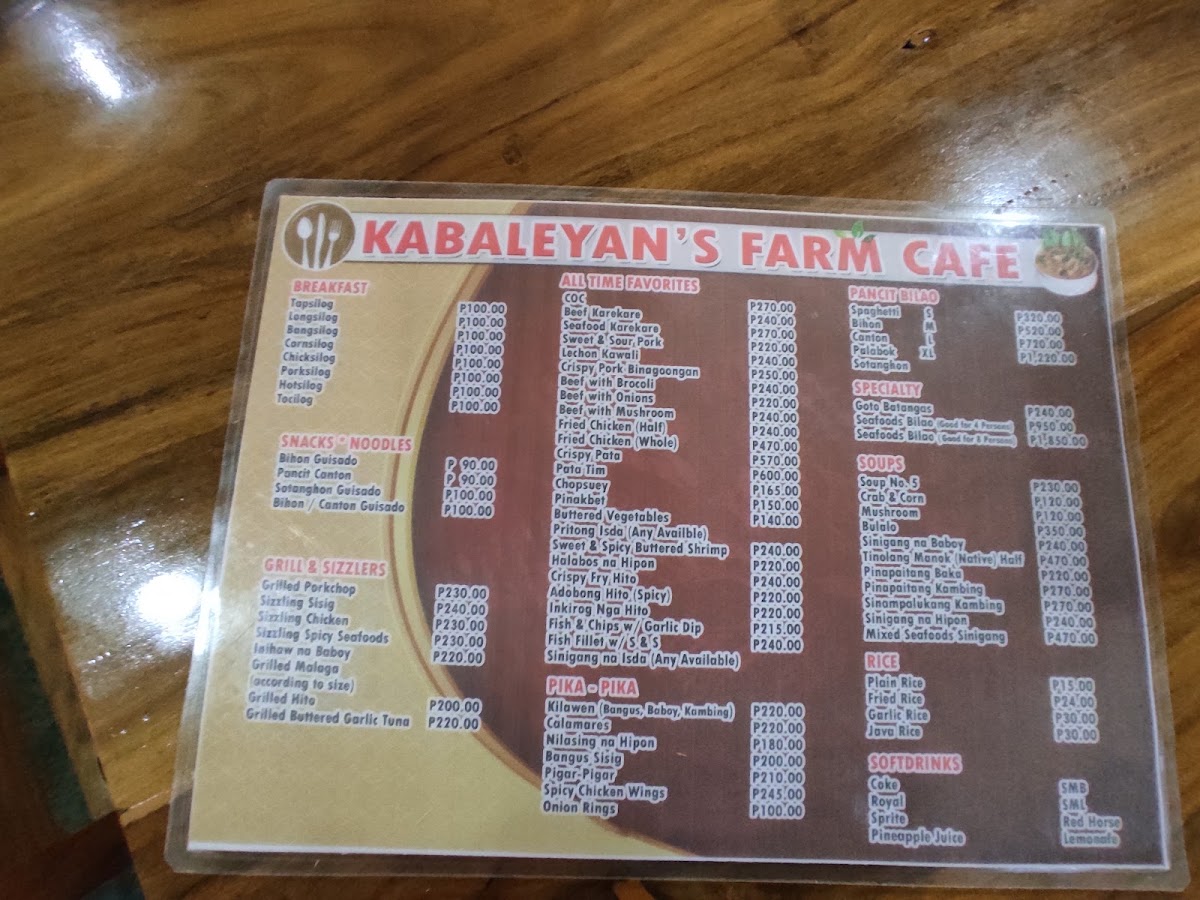 KABALEYAN'S FARM CAFE
BREAKFAST
Tapsilog P100.00
Longsilog P100.00
Bangsilog P100.00
Cornsilog P100.00
Chicksilog P100.00
Porksilog P100.00
Hotsilog P100.00
Tocilog P100.00
SNACKS * NOODLES
Bihon Guisado P 90.00
Pancit Canton P 90.00
Sotanghon Guisado P100.00
Bihon / Canton Guisado P100.00
GRILL & SIZZLERS
Grilled Porkchop P230.00
Sizzling Sisig P240.00
Sizzling Chicken P230.00
Sizzling Spicy Seafoods P230.00
Inihaw na Baboy P220.00
Grilled Malaga
(according to size)
Grilled Hito P200.00
Grilled Buttered Garlic Tuna P220.00
ALL TIME FAVORITES
COC P270.00
Beef Karekare P240.00
Seafood Karekare P270.00
Sweet & Sour Pork P220.00
Lechon Kawali P240.00
Crispy Pork Binagoongan P250.00
Beef with Brocoli P240.00
Beef with Onions P220.00
Beef with Mushroom P240.00
Fried Chicken (Half) P240.00
Fried Chicken (Whole) P470.00
Crispy Pata P570.00
Pata Tim P600.00
Chopsuey P165.00
Pinakbet P150.00
Buttered Vegetables P140.00
Pritong Isda (Any Availble)
Sweet & Spicy Buttered Shrimp P240.00
Halabos na Hipon P220.00
Crispy Fry Hito P240.00
Adobong Hito (Spicy) P220.00
Inkirog Nga Hito P220.00
Fish & Chips w/ Garlic Dip P215.00
Fish Fillet w/ S & S P240.00
Sinigang na Isda (Any Available)
PIKA - PIKA
Kilawen (Bangus, Baboy, Kambing) P220.00
Calamares P220.00
Nilasing na Hipon P180.00
Bangus Sisig P200.00
Pigar-Pigar P210.00
Spicy Chicken Wings P245.00
Onion Rings P100.00
PANCIT BILAO
Spaghetti S P320.00
Bihon M P520.00
Canton L P720.00
Palabok XL P1,220.00
Sotanghon
SPECIALTY
Goto Batangas P240.00
Seafoods Bilao (Good for 4 Person) P950.00
Seafoods Bilao (Good for 8 Person) P1,850.00
SOUPS
Soup No. 5 P230.00
Crab & Corn P120.00
Mushroom P120.00
Bulalo P350.00
Sinigang na Baboy P240.00
Tinolang Manok (Native) Half P470.00
Pinapaitang Baka P220.00
Pinapaitang Kambing P270.00
Sinampalukang Kambing P270.00
Sinigang na Hipon P240.00
Mixed Seafoods Sinigang P470.00
RICE
Plain Rice P15.00
Fried Rice P24.00
Garlic Rice P30.00
Java Rice P30.00
SOFTDRINKS
Coke SMB
Royal SML
Sprite Red Horse
Pineapple Juice Lemonade